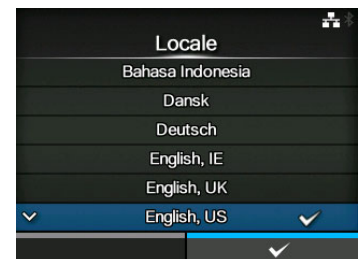 Locale
Bahasa Indonesia
Dansk
Deutsch
English, IE
English, UK
English, US